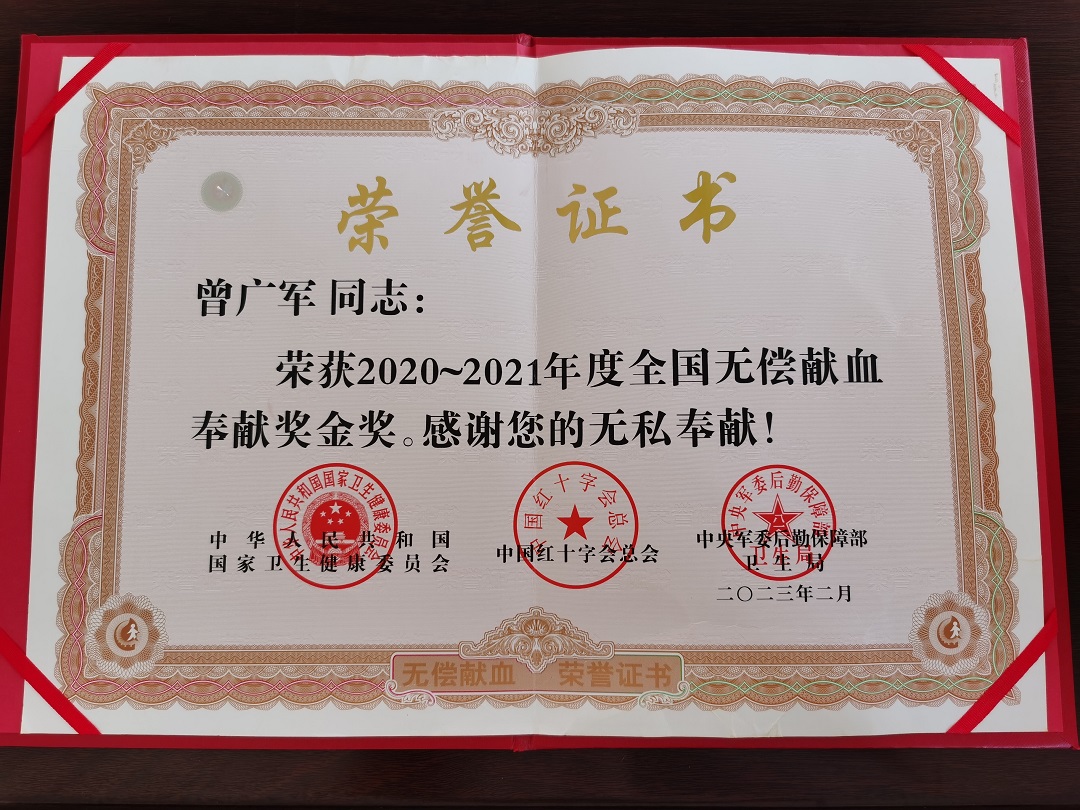 荣誉证书
曾广军 同志：
荣获2020~2021年度全国无偿献血
奉献奖金奖。感谢您的无私奉献！
中华人民共和国国家卫生健康委员会
中国红十字会总会
中央军委后勤保障部
卫生局
中华人民共和国
国家卫生健康委员会
中国红十字会总会
中央军委后勤保障部
卫生局
二〇二三年二月
无偿献血 荣誉证书